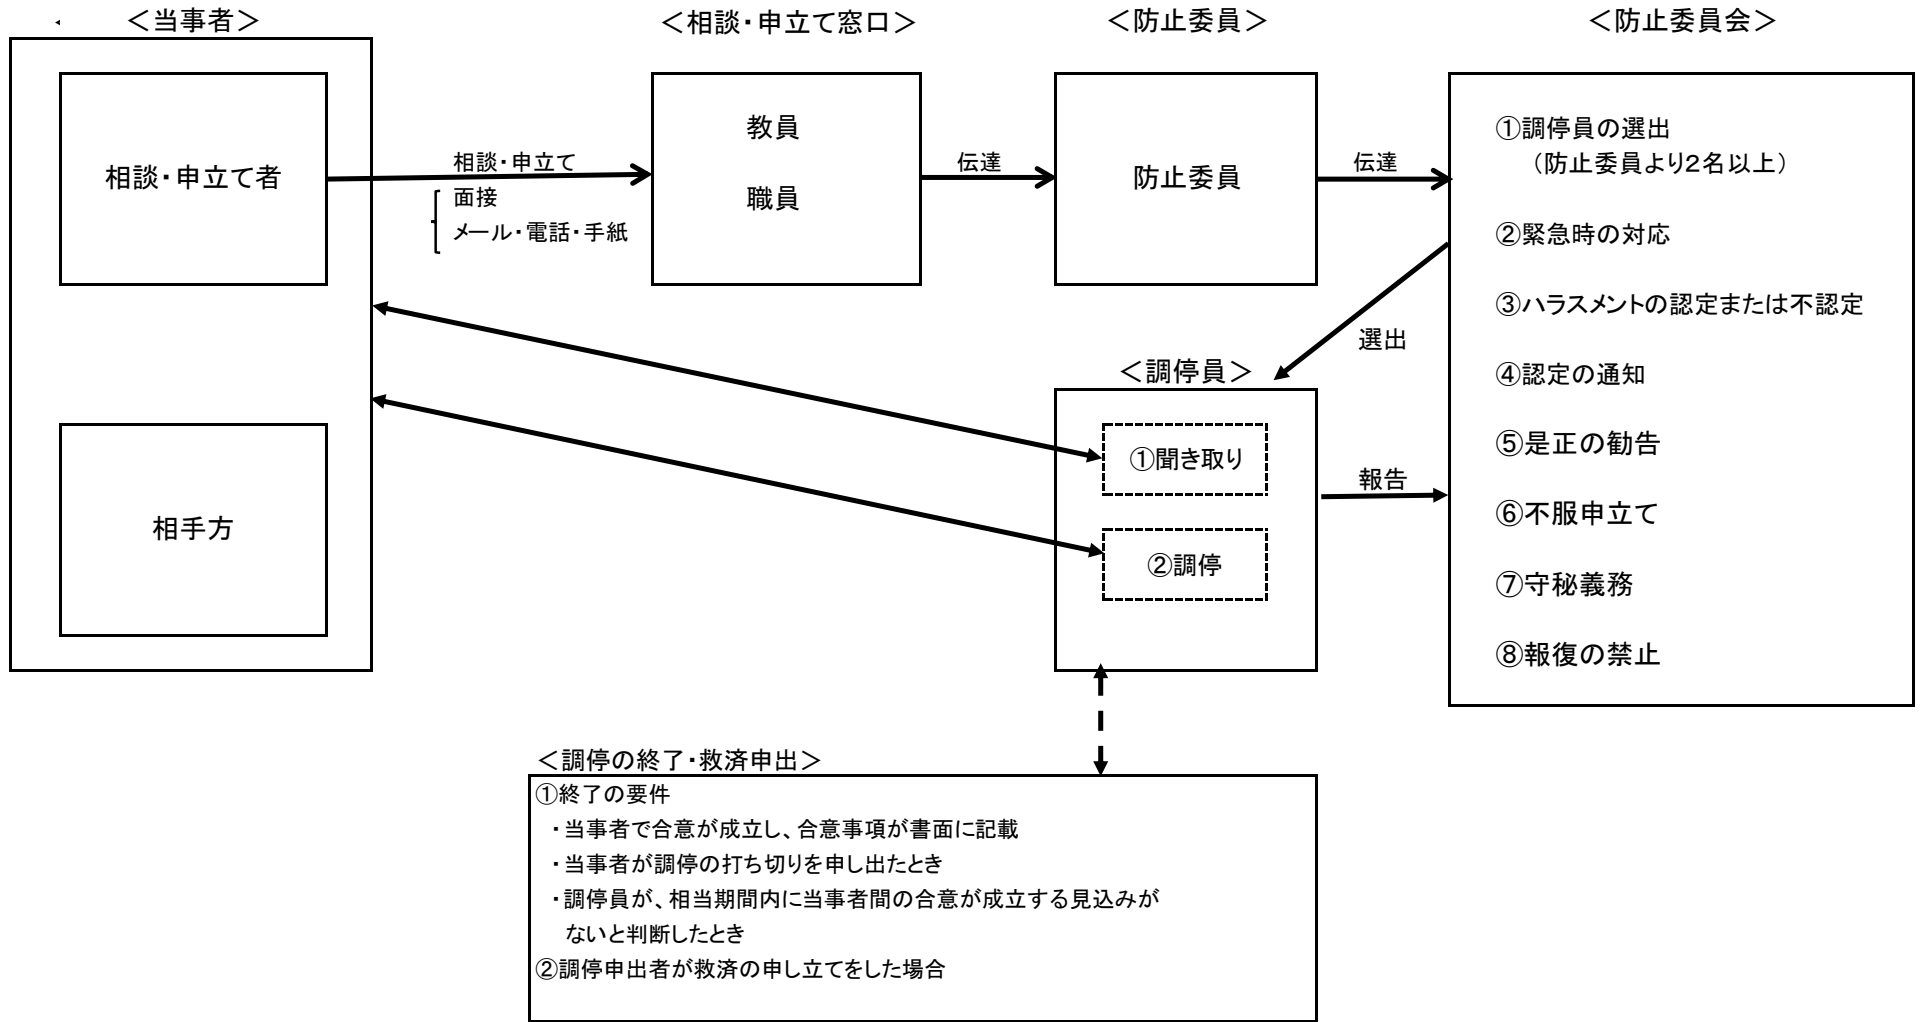 ＜当事者＞
＜相談・申立て窓口＞
＜防止委員＞
＜防止委員会＞
相談・申立て者
相談・申立て
面接
メール・電話・手紙
教員
職員
伝達
防止委員
伝達
①調停員の選出
（防止委員より２名以上）
②緊急時の対応
③ハラスメントの認定または不認定
④認定の通知
⑤是正の勧告
⑥不服申立て
⑦守秘義務
⑧報復の禁止
選出
＜調停員＞
①聞き取り
②調停
報告
相手方
＜調停の終了・救済申出＞
①終了の要件
・当事者で合意が成立し、合意事項が書面に記載
・当事者が調停の打ち切りを申し出たとき
・調停員が、相当期間内に当事者間の合意が成立する見込みが
ないと判断したとき
②調停申出者が救済の申し立てをした場合